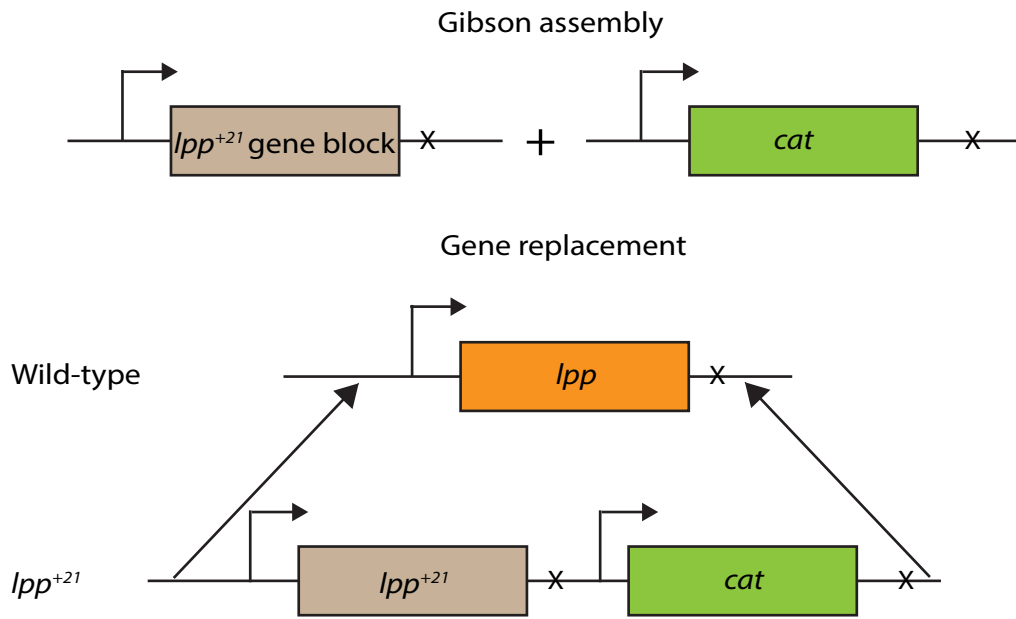 Gibson assembly
lpp+21 gene block
x
+
cat
x
Gene replacement
Wild-type
lpp
x
lpp+21
lpp+21
x
cat
x